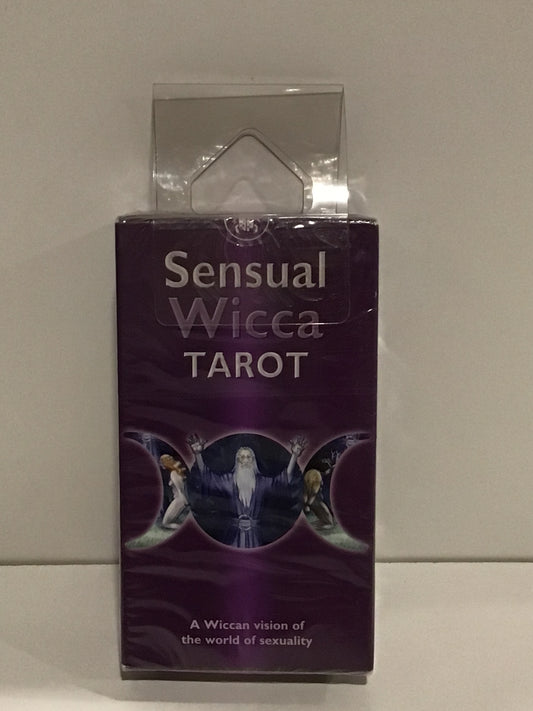 Sensual
Wicca
TAROT
A Wiccan vision of
the world of sexuality